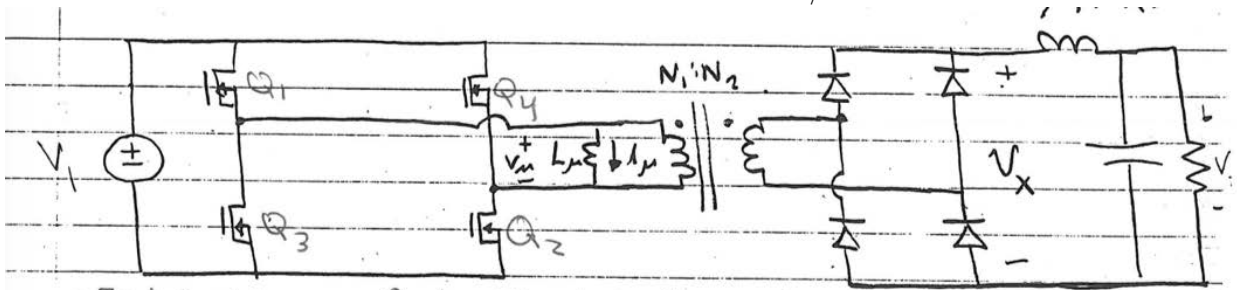 N₁:N₂
Q₁
Q₄
+
+
V₁
±
Vμ
Lμ
iμ
Vx
V
-
Q₃
Q₂
-
-